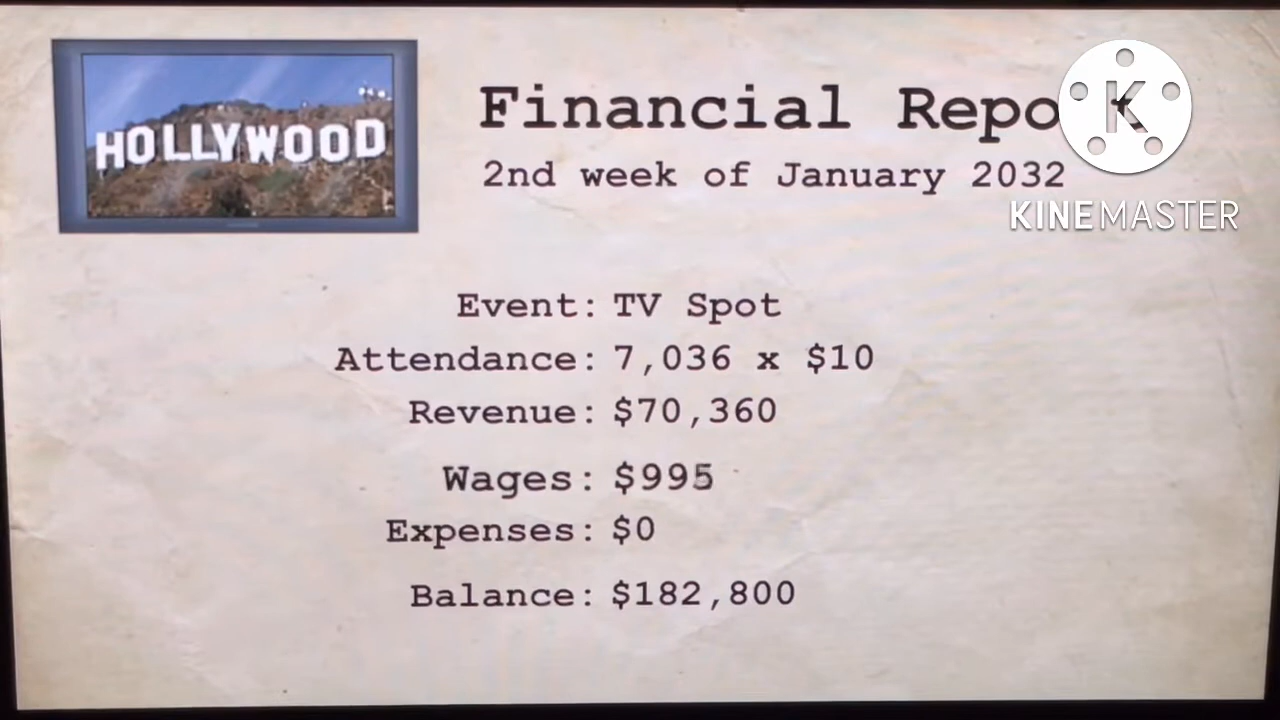 HOLLYWOOD
Financial Report
2nd week of January 2032
K
KINEMASTER
Event: TV Spot
Attendance: 7,036 x $10
Revenue: $70,360
Wages: $995
Expenses: $0
Balance: $182,800